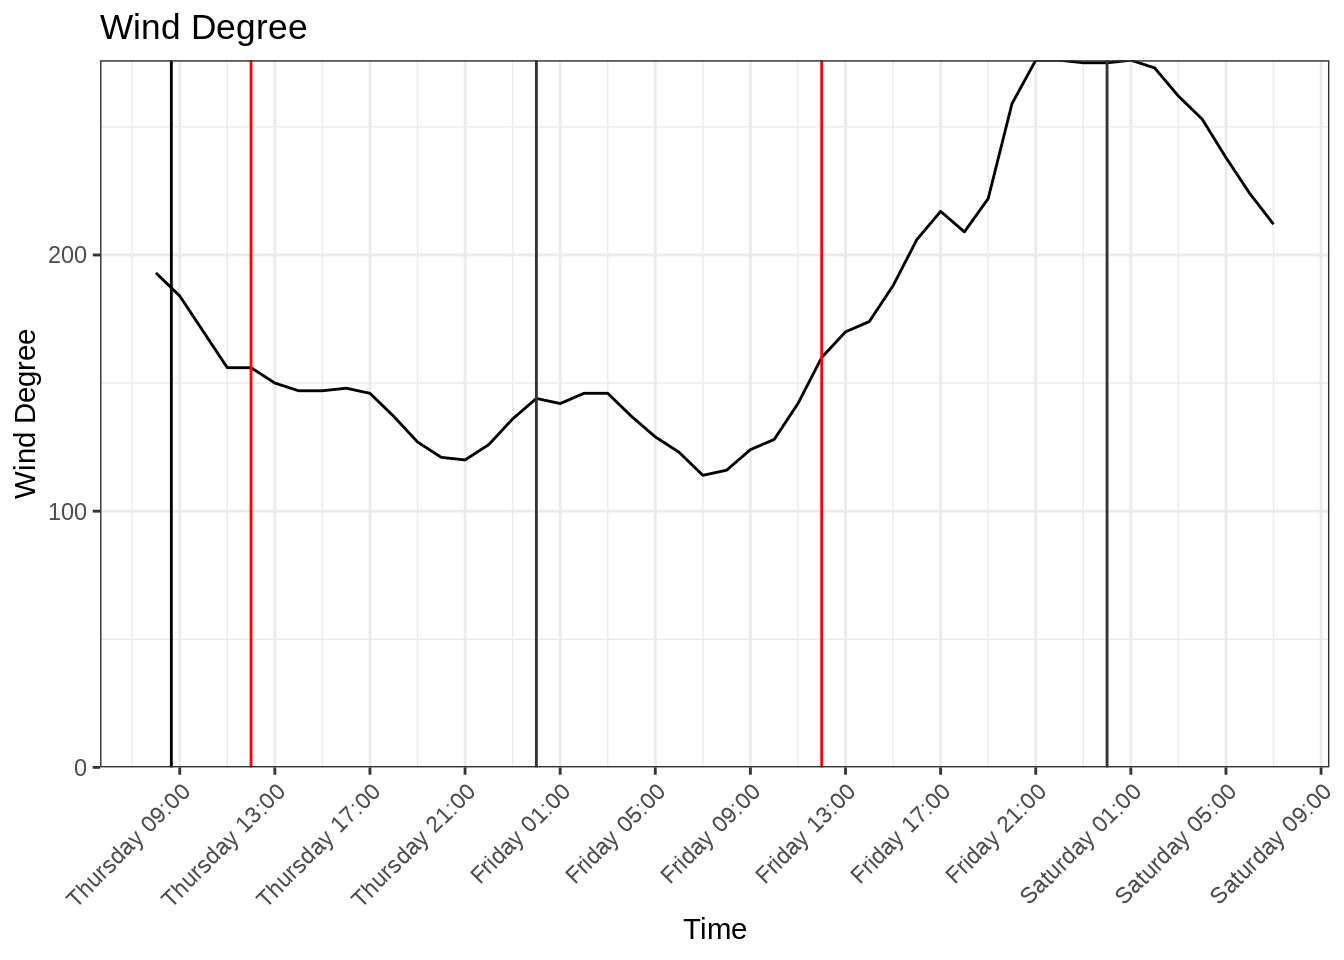 Wind Degree
Wind Degree
200
100
0
Thursday 09:00
Thursday 13:00
Thursday 17:00
Thursday 21:00
Friday 01:00
Friday 05:00
Friday 09:00
Friday 13:00
Friday 17:00
Friday 21:00
Saturday 01:00
Saturday 05:00
Saturday 09:00
Time